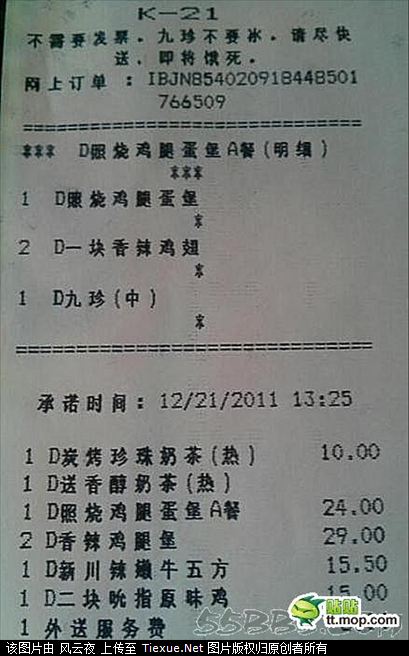 K-21
不需要发票。九珍不要冰。请尽快
送,即将饿死。
网上订单 : IBJN854020918448501
766509
===================================
*** D照烧鸡腿蛋堡A餐(明细)
***
1 D照烧鸡腿蛋堡
*
2 D一块香辣鸡翅
*
1 D九珍(中)
*
===================================
承诺时间: 12/21/2011 13:25
1 D炭烤珍珠奶茶(热) 10.00
1 D送香醇奶茶(热)
1 D照烧鸡腿蛋堡A餐 24.00
2 D香辣鸡腿堡 29.00
1 D新川辣嫩牛五方 15.50
1 D二块吮指原味鸡 15.00
1 外送服务费
贴贴
tt.mop.com
该图片由 风云夜 上传至 Tiexue.Net 图片版权归原创者所有